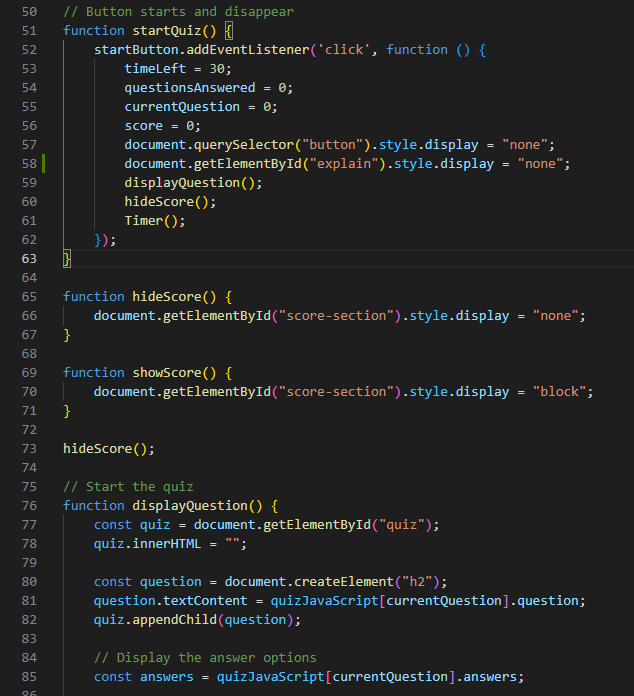 50 // Button starts and disappear
51 function startQuiz() {
52 startButton.addEventListener('click', function () {
53 timeLeft = 30;
54 questionsAnswered = 0;
55 currentQuestion = 0;
56 score = 0;
57 document.querySelector("button").style.display = "none";
58 document.getElementById("explain").style.display = "none";
59 displayQuestion();
60 hideScore();
61 Timer();
62 });
63 }
64
65 function hideScore() {
66 document.getElementById("score-section").style.display = "none";
67 }
68
69 function showScore() {
70 document.getElementById("score-section").style.display = "block";
71 }
72
73 hideScore();
74
75 // Start the quiz
76 function displayQuestion() {
77 const quiz = document.getElementById("quiz");
78 quiz.innerHTML = "";
79
80 const question = document.createElement("h2");
81 question.textContent = quizJavaScript[currentQuestion].question;
82 quiz.appendChild(question);
83
84 // Display the answer options
85 const answers = quizJavaScript[currentQuestion].answers;
86